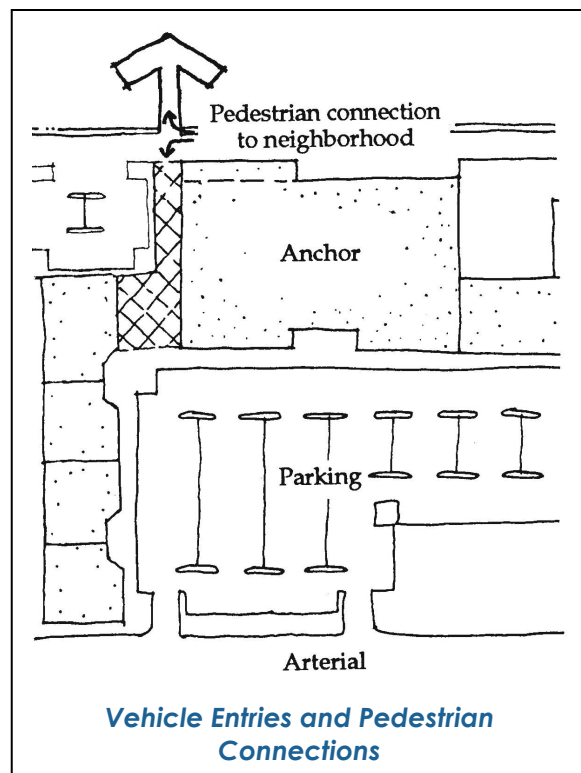 Pedestrian connection
to neighborhood
Anchor
Parking
Arterial
Vehicle Entries and Pedestrian
Connections